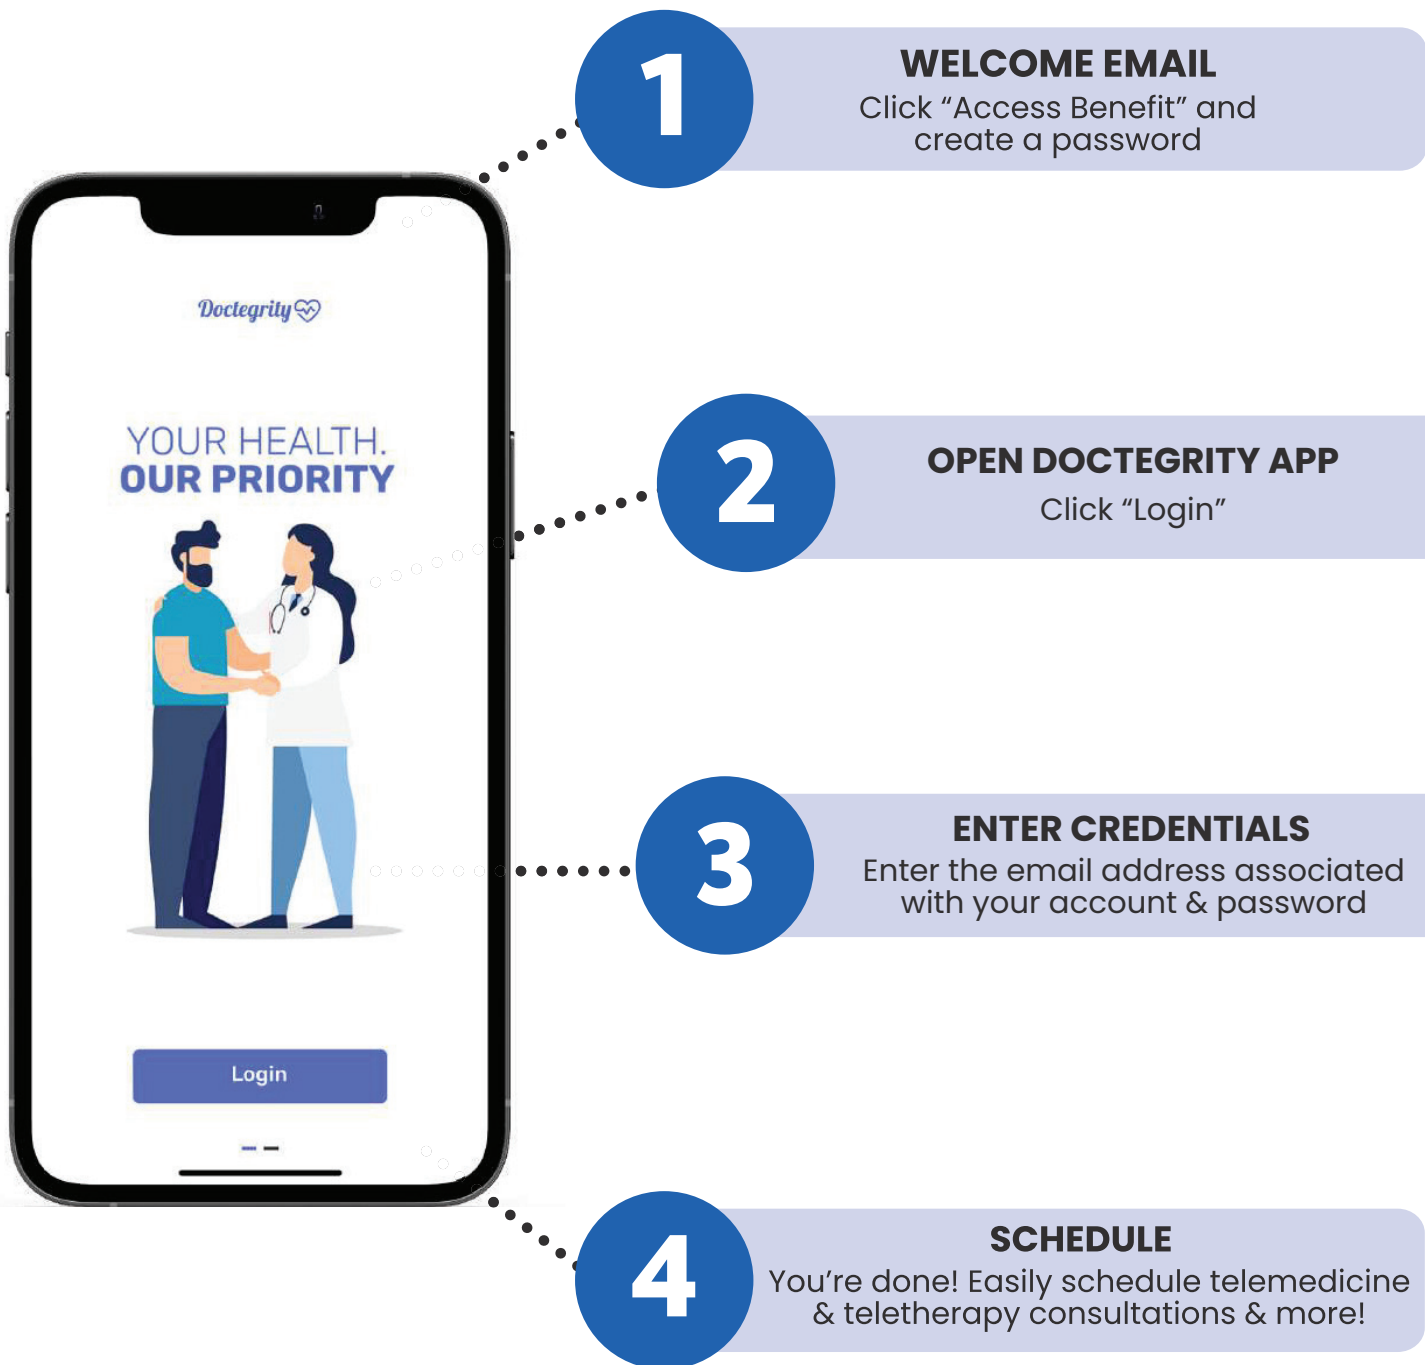 1
WELCOME EMAIL
Click “Access Benefit” and
create a password
Doctegrity
YOUR HEALTH.
OUR PRIORITY
Login
2
OPEN DOCTEGRITY APP
Click “Login”
3
ENTER CREDENTIALS
Enter the email address associated
with your account & password
4
SCHEDULE
You’re done! Easily schedule telemedicine
& teletherapy consultations & more!